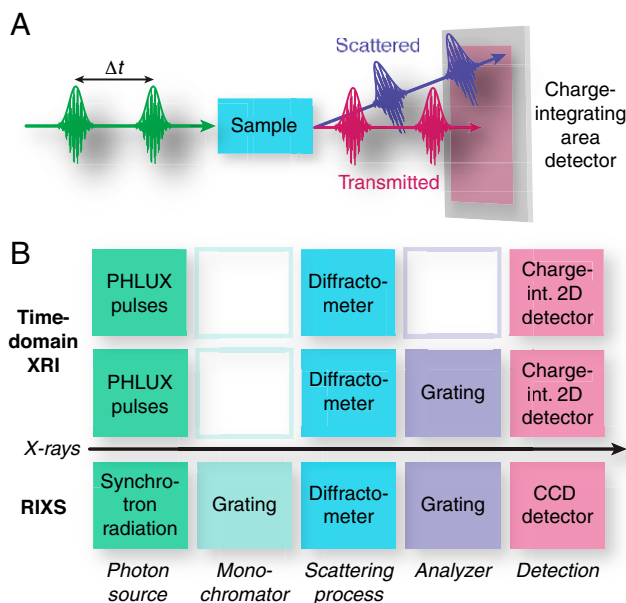 A
Δt
Scattered
Sample
Transmitted
Charge-
integrating
area
detector
B
Time-
domain
XRI
PHLUX
pulses
Diffracto-
meter
Charge-
int. 2D
detector
PHLUX
pulses
Diffracto-
meter
Grating
Charge-
int. 2D
detector
X-rays
RIXS
Synchro-
tron
radiation
Grating
Diffracto-
meter
Grating
CCD
detector
Photon
source
Mono-
chromator
Scattering
process
Analyzer
Detection